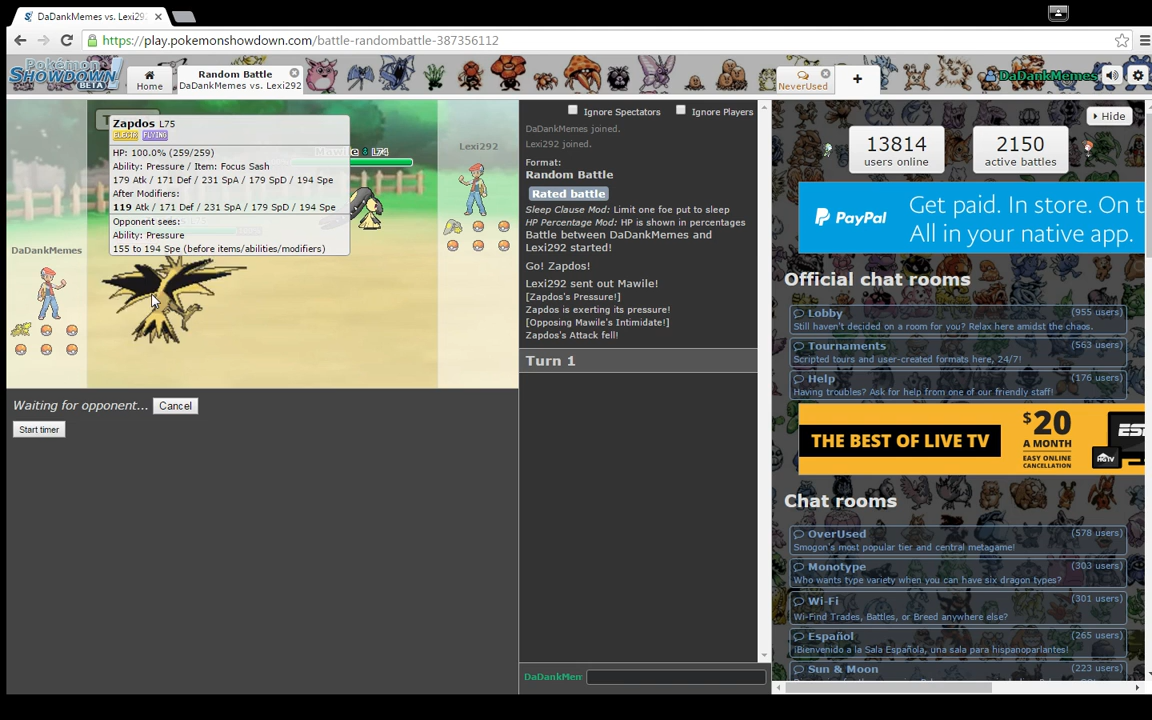 DaDankMemes vs. Lexi292
https://play.pokemonshowdown.com/battle-randombattle-387356112
Pokémon
SHOWDOWN!
BETA
Home
Random Battle
DaDankMemes vs. Lexi292
NeverUsed
+
DaDankMemes
Zapdos L75
ELECTR FLYING
HP: 100.0% (259/259)
Ability: Pressure / Item: Focus Sash
179 Atk / 171 Def / 231 SpA / 179 SpD / 194 Spe
After Modifiers:
119 Atk / 171 Def / 231 SpA / 179 SpD / 194 Spe
Opponent sees:
Ability: Pressure
155 to 194 Spe (before items/abilities/modifiers)
L74
DaDankMemes
Lexi292
Waiting for opponent... Cancel
Start timer
Ignore Spectators Ignore Players
DaDankMemes joined.
Lexi292 joined.
Format:
Random Battle
Rated battle
Sleep Clause Mod: Limit one foe put to sleep
HP Percentage Mod: HP is shown in percentages
Battle between DaDankMemes and
Lexi292 started!
Go! Zapdos!
Lexi292 sent out Mawile!
[Zapdos's Pressure!]
Zapdos is exerting its pressure!
[Opposing Mawile's Intimidate!]
Zapdos's Attack fell!
Turn 1
DaDankMem
Hide
13814
users online
2150
active battles
PayPal
Get paid. In store. On t
All in your native app.
Official chat rooms
Lobby (955 users)
Still haven't decided on a room for you? Relax here amidst the chaos.
Tournaments (563 users)
Scripted tours and user-created formats here, 24/7!
Help (176 users)
Having troubles? Ask for help from one of our friendly staff!
THE BEST OF LIVE TV
$20
A MONTH
EASY ONLINE
CANCELLATION
HGTV
Chat rooms
OverUsed (578 users)
Smogon's most popular tier and central metagame!
Monotype (303 users)
Who wants type variety when you can have six dragon types?
Wi-Fi (301 users)
Wi-Find Trades, Battles, or Breed anywhere else?
Español (265 users)
¡Bienvenido a la Sala Española, una sala para hispanoparlantes!
Sun & Moon (223 users)